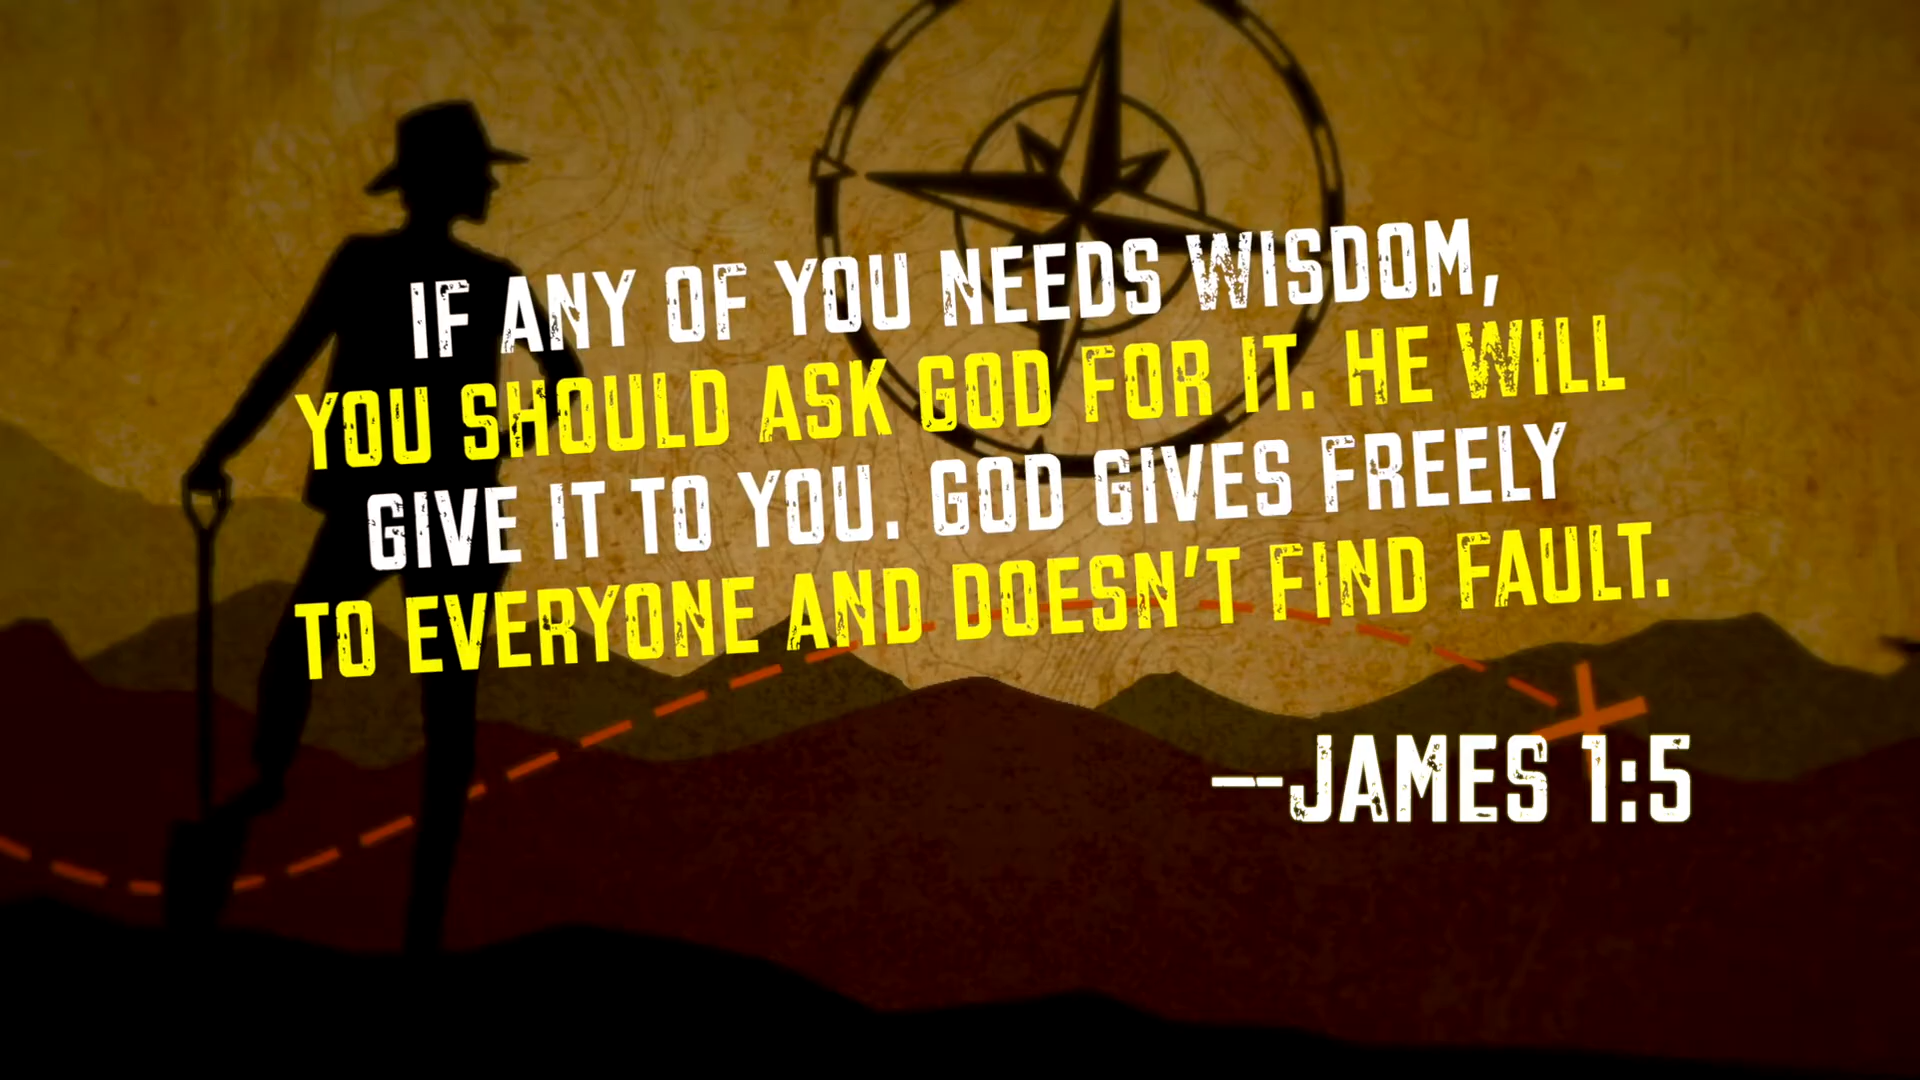 IF ANY OF YOU NEEDS WISDOM,
YOU SHOULD ASK GOD FOR IT. HE WILL
GIVE IT TO YOU. GOD GIVES FREELY
TO EVERYONE AND DOESN'T FIND FAULT.
—JAMES 1:5